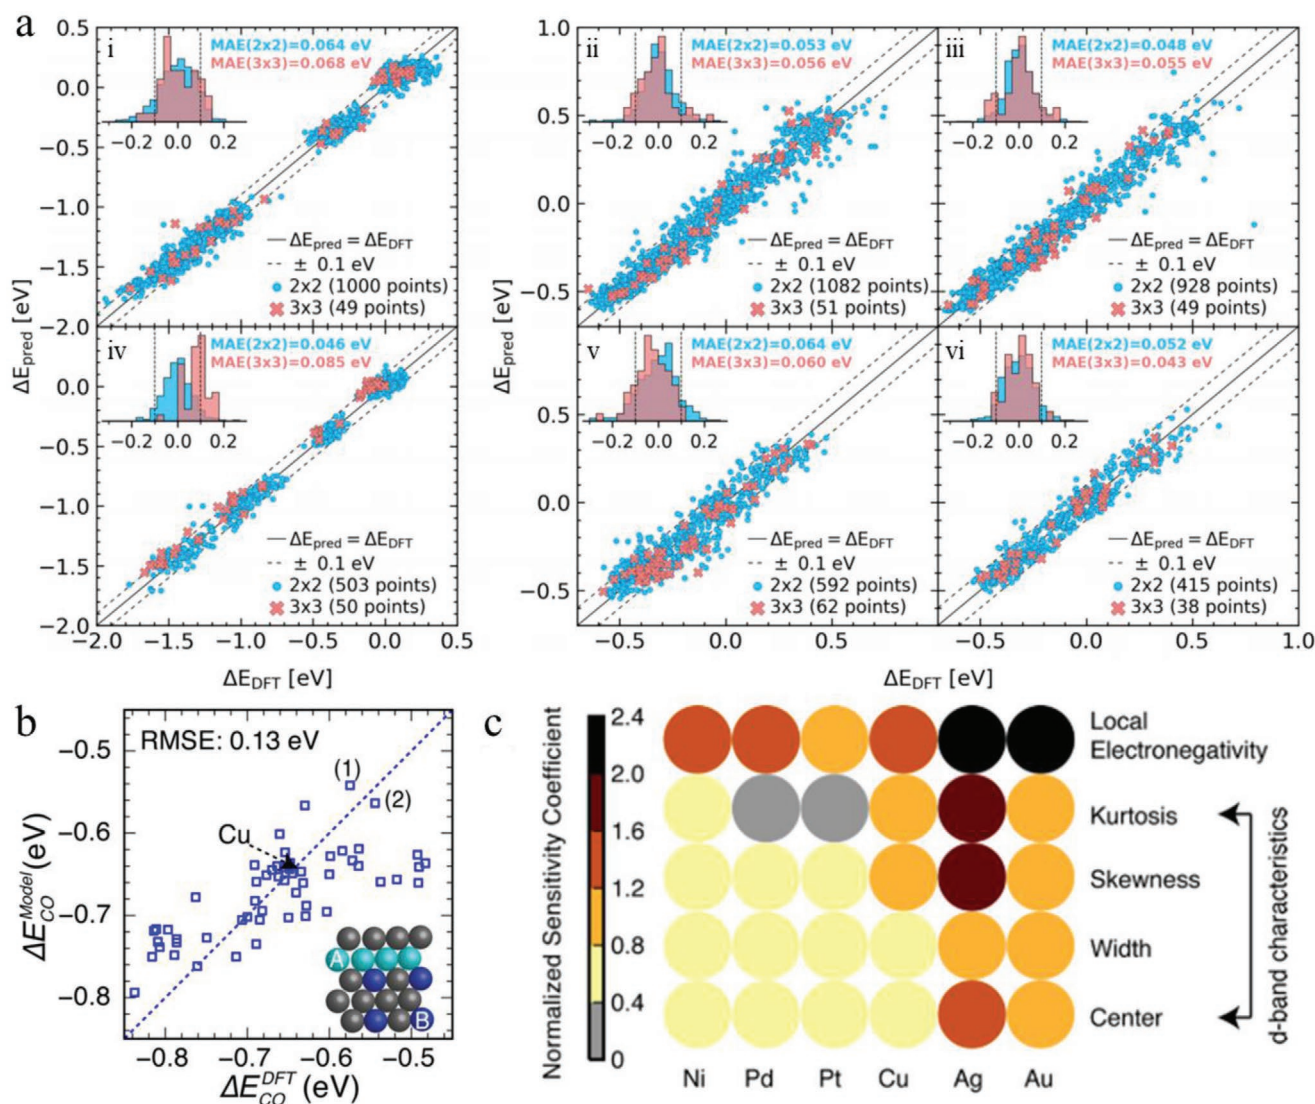 a
i
MAE(2x2)=0.064 eV
MAE(3x3)=0.068 eV
−0.2 0.0 0.2
ΔEpred = ΔEDFT
± 0.1 eV
2x2 (1000 points)
3x3 (49 points)
0.5
0.0
−0.5
−1.0
−1.5
−2.0
ΔEpred [eV]
iv
MAE(2x2)=0.046 eV
MAE(3x3)=0.085 eV
−0.2 0.0 0.2
ΔEpred = ΔEDFT
± 0.1 eV
2x2 (503 points)
3x3 (50 points)
0.0
−0.5
−1.0
−1.5
−2.0
−2.0 −1.5 −1.0 −0.5 0.0 0.5
ΔEDFT [eV]
ii
MAE(2x2)=0.053 eV
MAE(3x3)=0.056 eV
−0.2 0.0 0.2
ΔEpred = ΔEDFT
± 0.1 eV
2x2 (1082 points)
3x3 (51 points)
1.0
0.5
0.0
−0.5
ΔEpred [eV]
iii
MAE(2x2)=0.048 eV
MAE(3x3)=0.055 eV
−0.2 0.0 0.2
ΔEpred = ΔEDFT
± 0.1 eV
2x2 (928 points)
3x3 (49 points)
v
MAE(2x2)=0.064 eV
MAE(3x3)=0.060 eV
−0.2 0.0 0.2
ΔEpred = ΔEDFT
± 0.1 eV
2x2 (592 points)
3x3 (62 points)
0.5
0.0
−0.5
−0.5 0.0 0.5
vi
MAE(2x2)=0.052 eV
MAE(3x3)=0.043 eV
−0.2 0.0 0.2
ΔEpred = ΔEDFT
± 0.1 eV
2x2 (415 points)
3x3 (38 points)
−0.5 0.0 0.5 1.0
ΔEDFT [eV]
b
RMSE: 0.13 eV
(1)
(2)
Cu
A
B
−0.5
−0.6
−0.7
−0.8
ΔE CO Model (eV)
−0.8 −0.7 −0.6 −0.5
ΔE CO DFT (eV)
c
Normalized Sensitivity Coefficient
2.4
2.0
1.6
1.2
0.8
0.4
0
Local
Electronegativity
Kurtosis
Skewness
Width
Center
d-band characteristics
Ni Pd Pt Cu Ag Au